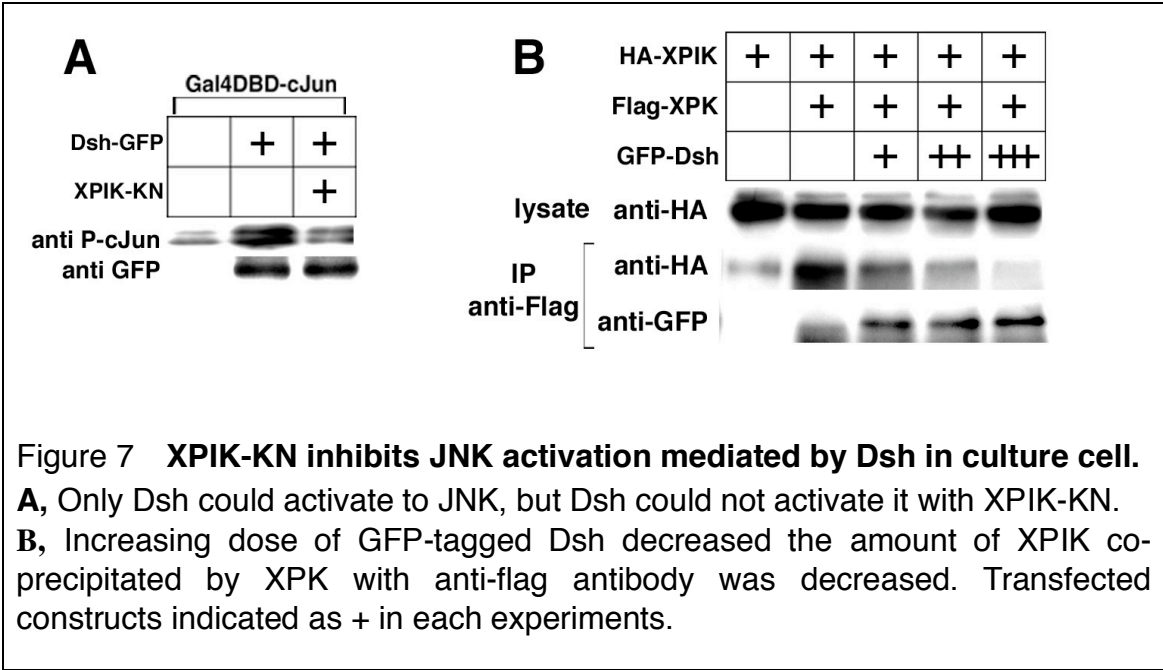 A
Gal4DBD-cJun
Dsh-GFP + +
XPIK-KN +
anti P-cJun
anti GFP
B
HA-XPIK + + + + +
Flag-XPK + + + +
GFP-Dsh + ++ +++
lysate anti-HA
IP anti-Flag
anti-HA
anti-GFP
Figure 7 XPIK-KN inhibits JNK activation mediated by Dsh in culture cell.
A, Only Dsh could activate to JNK, but Dsh could not activate it with XPIK-KN.
B, Increasing dose of GFP-tagged Dsh decreased the amount of XPIK co-
precipitated by XPK with anti-flag antibody was decreased. Transfected
constructs indicated as + in each experiments.